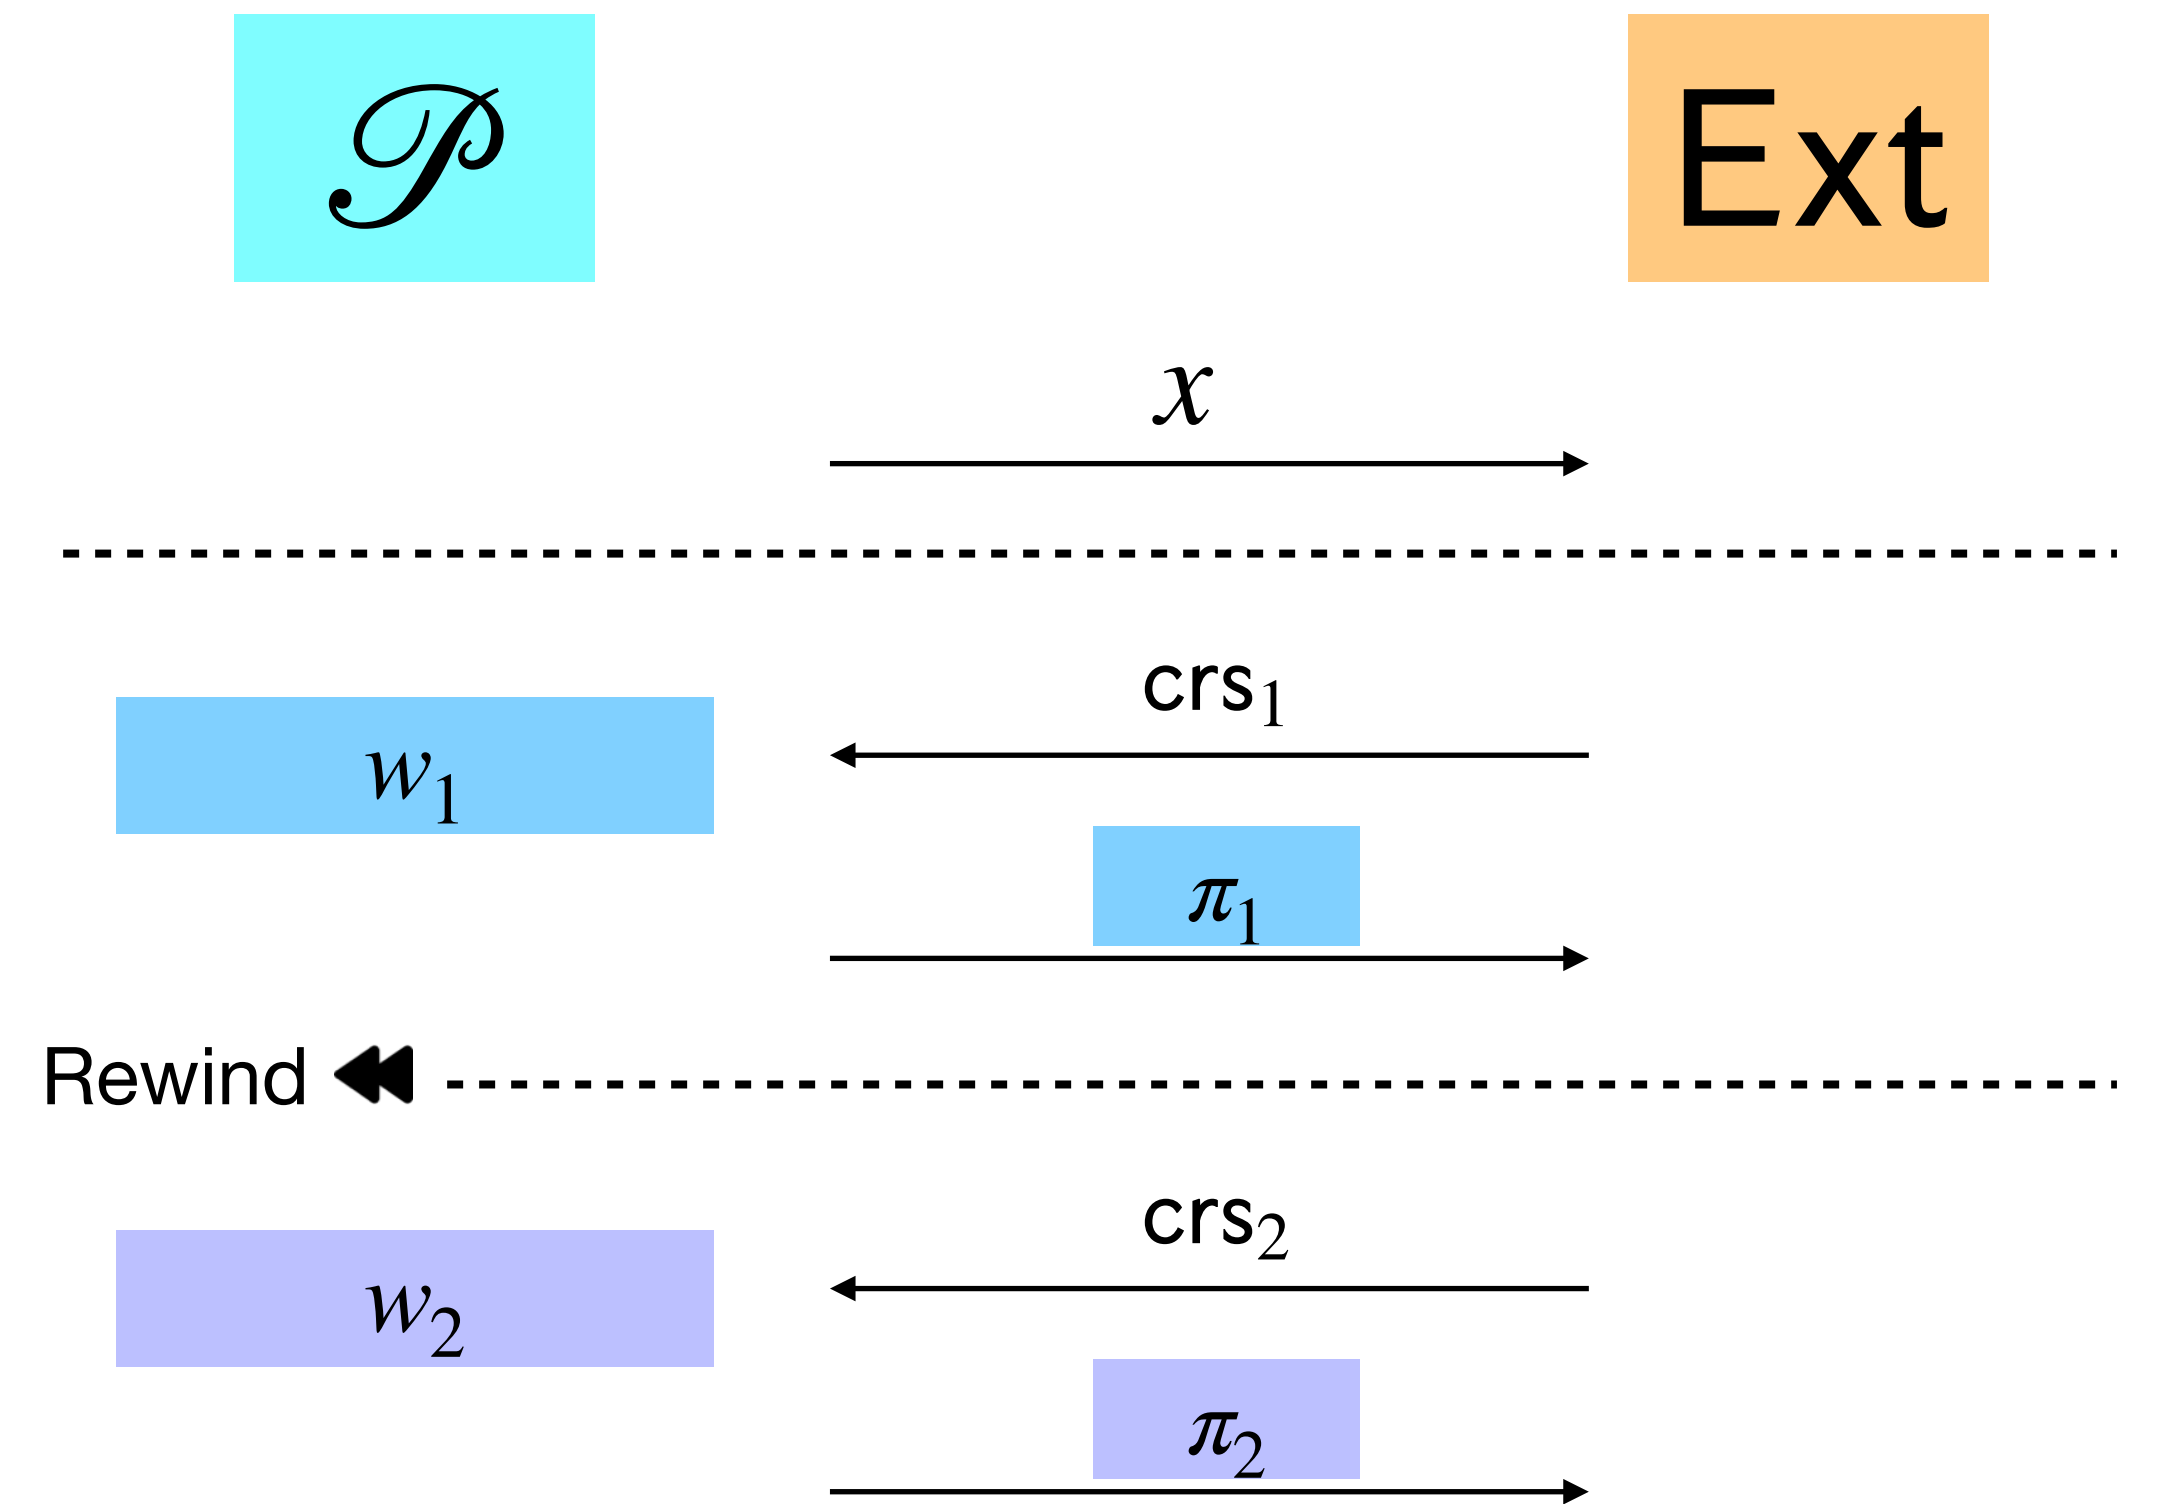 𝒫
Ext
x
crs₁
w₁
π₁
Rewind
crs₂
w₂
π₂